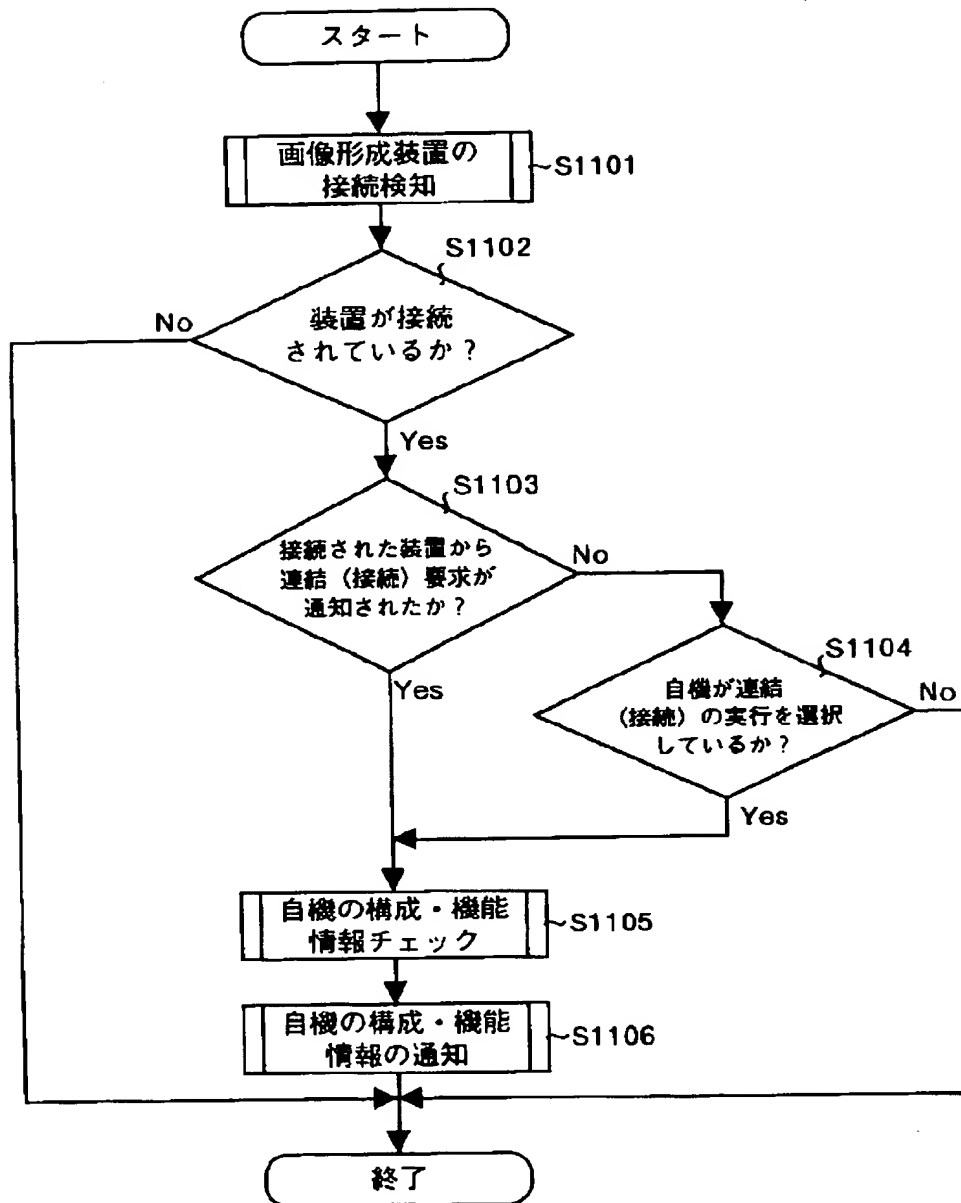 スタート
画像形成装置の
接続検知
S1101
S1102
装置が接続
されているか？
No
Yes
S1103
接続された装置から
連結（接続）要求が
通知されたか？
No
Yes
S1104
自機が連結
（接続）の実行を選択
しているか？
No
Yes
自機の構成・機能
情報チェック
S1105
自機の構成・機能
情報の通知
S1106
終了